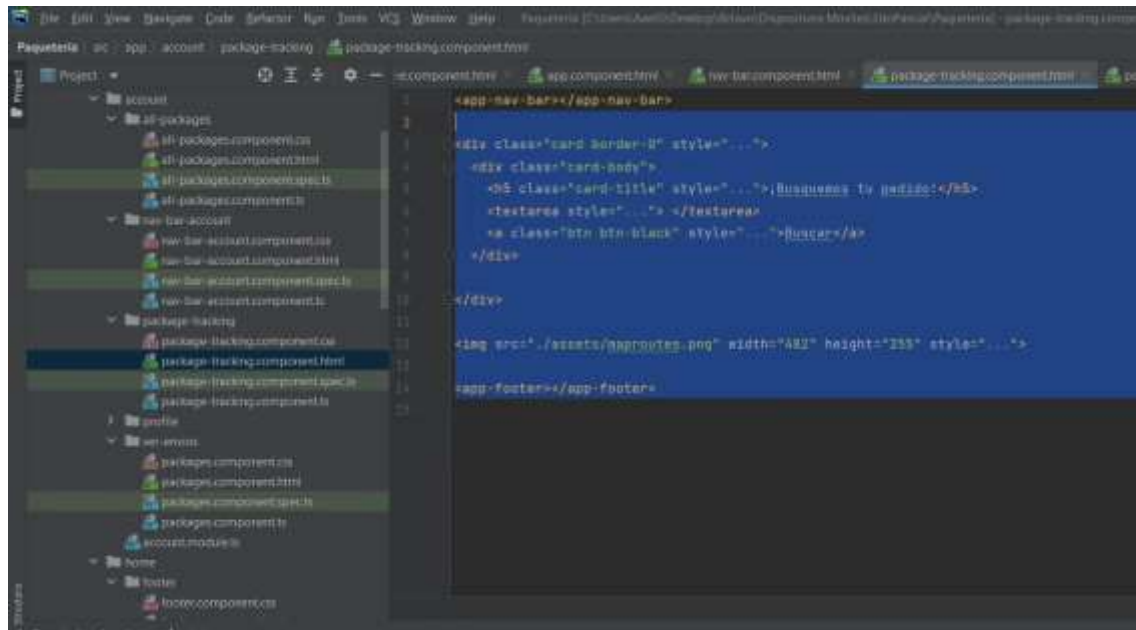 File Edit View Navigate Code Refactor Run Tools VCS Window Help
Paqueteria src app account package-tracking package-tracking.component.html
Project
app.component.html nav-bar.component.html package-tracking.component.html
account
all-packages
all-packages.component.css
all-packages.component.html
all-packages.component.spec.ts
all-packages.component.ts
nav-bar-account
nav-bar-account.component.css
nav-bar-account.component.html
nav-bar-account.component.spec.ts
nav-bar-account.component.ts
package-tracking
package-tracking.component.css
package-tracking.component.html
package-tracking.component.spec.ts
package-tracking.component.ts
profile
ver-envios
packages.component.css
packages.component.html
packages.component.spec.ts
packages.component.ts
account.module.ts
home
footer
footer.component.css
<app-nav-bar></app-nav-bar>
<div class="card border-0" style="...">
<div class="card-body">
<h5 class="card-title" style="...">¡Busquemos tu pedido!</h5>
<textarea style="..."> </textarea>
<a class="btn btn-black" style="...">Buscar</a>
</div>
</div>
<img src="./assets/maproutes.png" width="482" height="255" style="...">
<app-footer></app-footer>
Structure